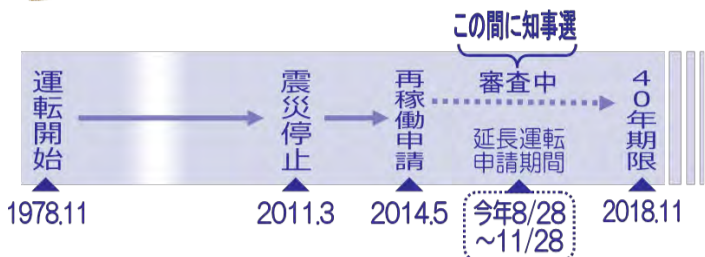 この間に知事選
運転開始
震災停止
再稼働申請
審査中
延長運転
申請期間
40年期限
1978.11
2011.3
2014.5
今年8/28
～11/28
2018.11